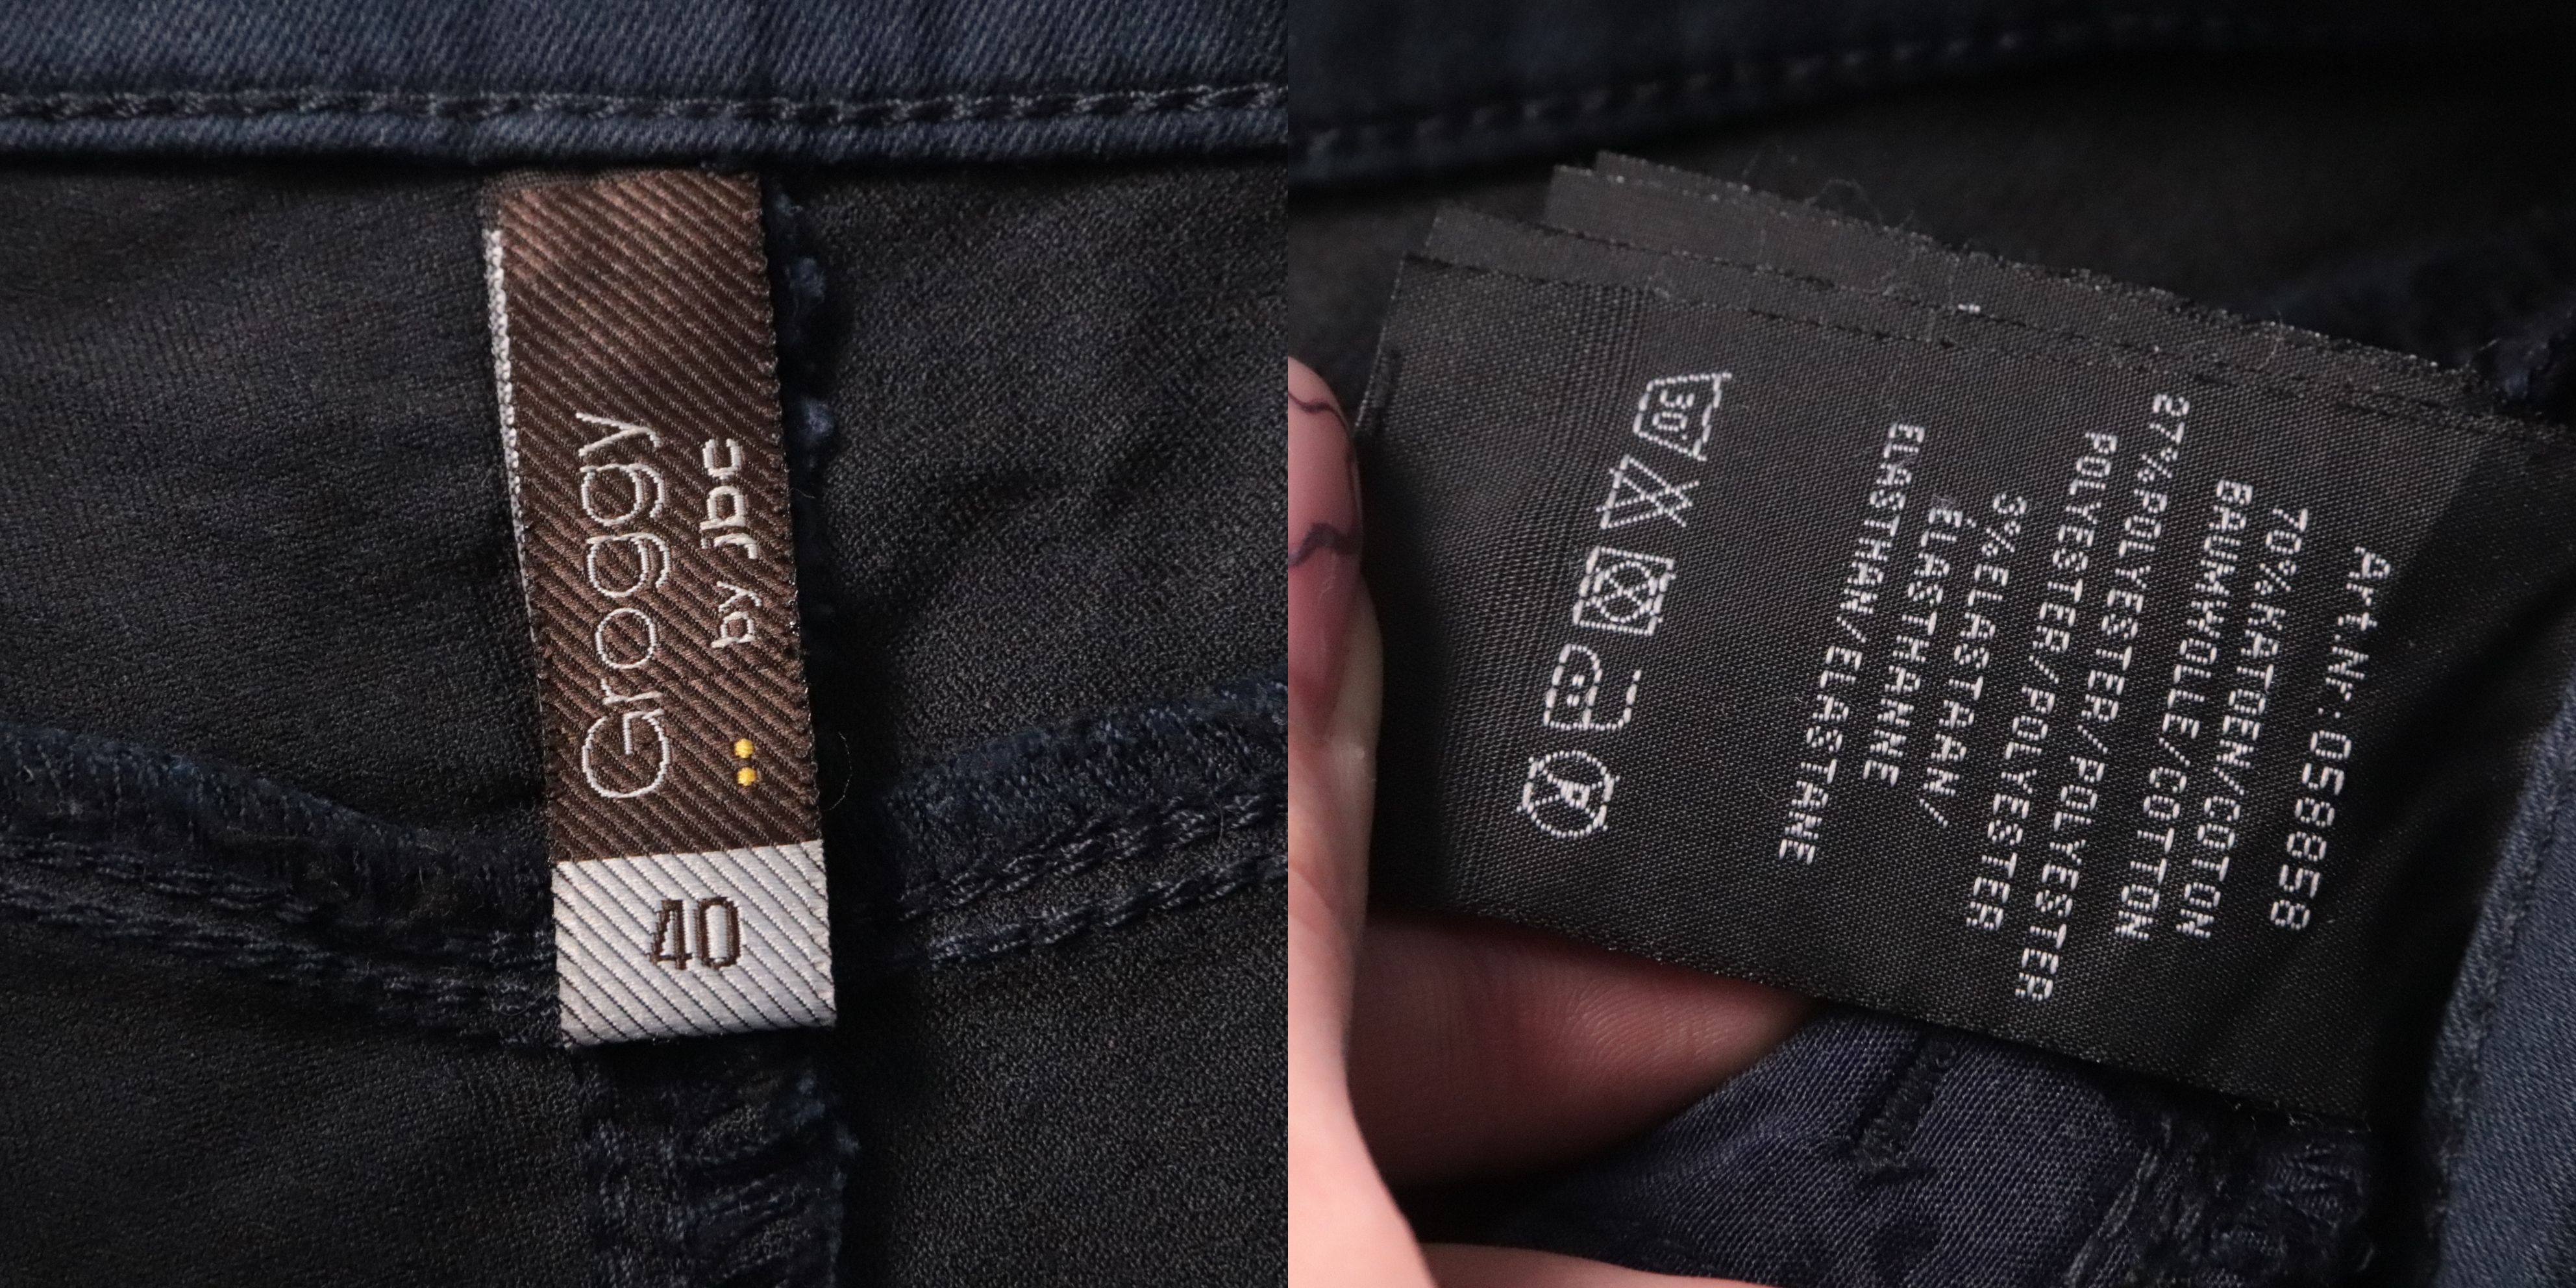 Groggy
by jbc
40
Art.Nr:058858
70%KATOEN/COTON
BAUMWOLLE/COTTON
27%POLYESTER/POLYESTER
POLYESTER/POLYESTER
3%ELASTAAN/
ÉLASTHANNE
ELASTHAN/ELASTANE
30
F